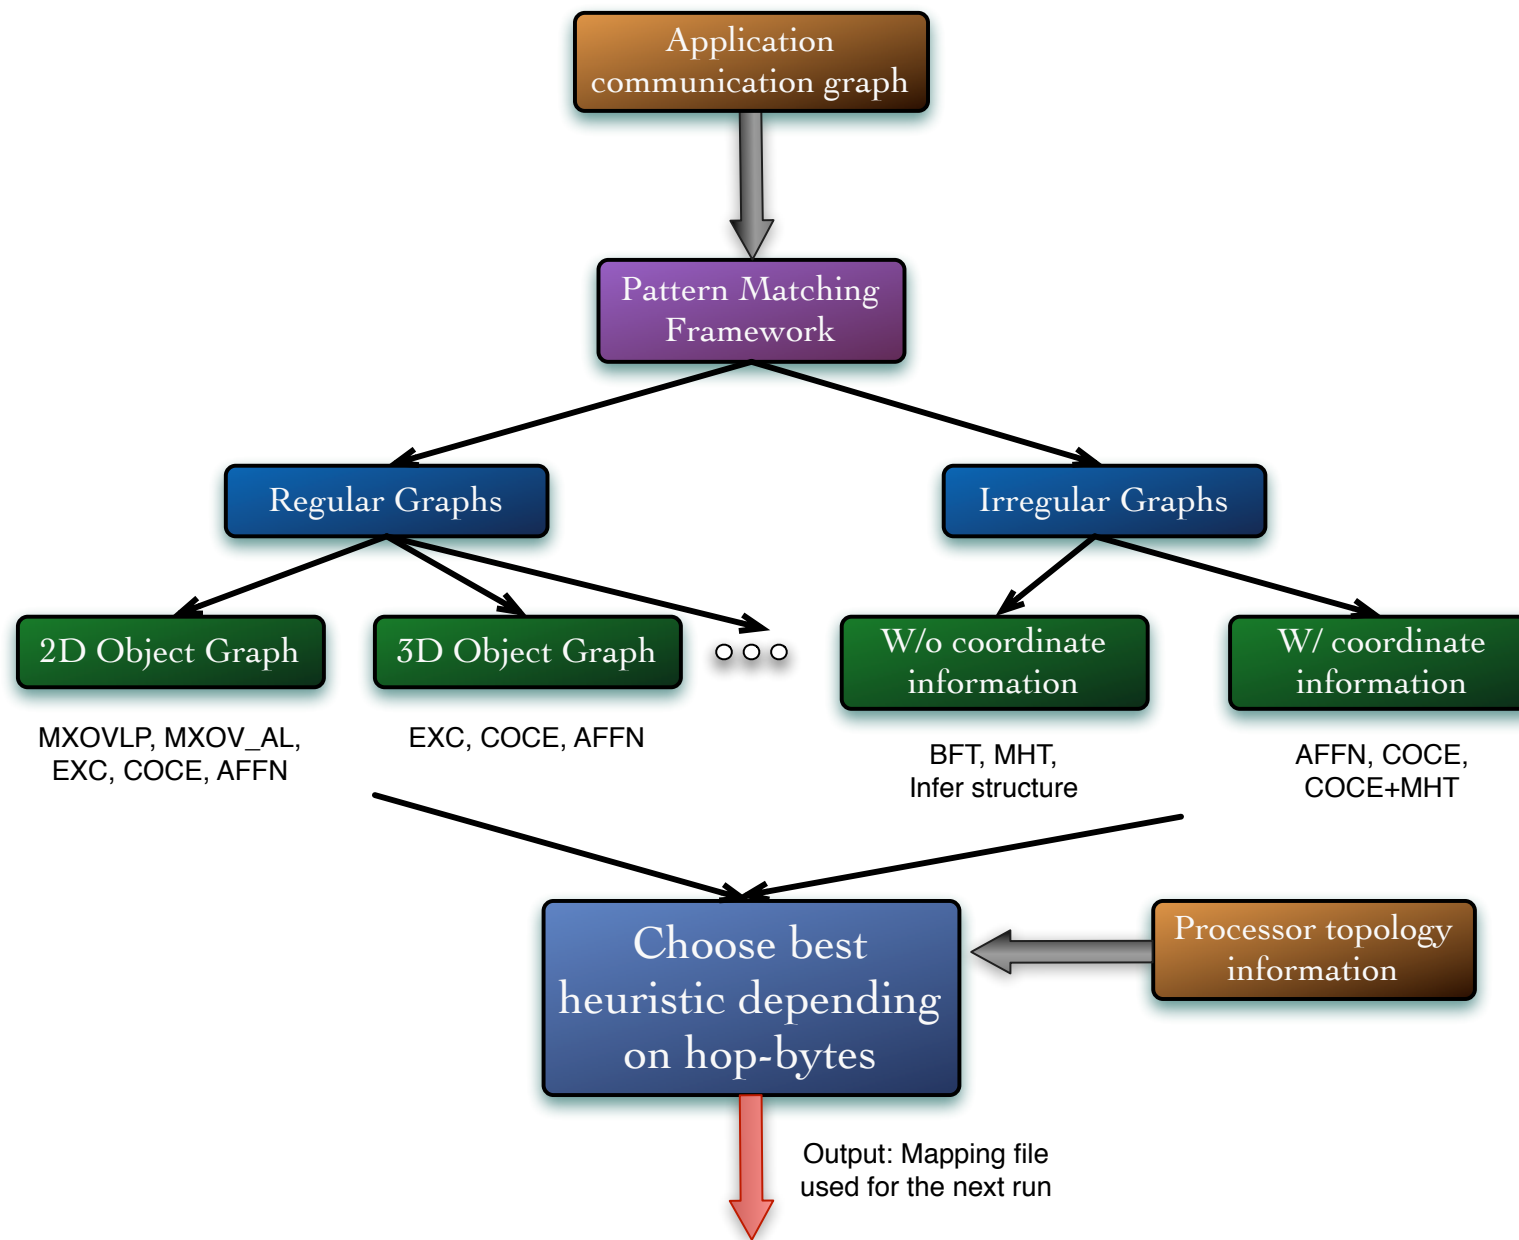 Application
communication graph
Pattern Matching
Framework
Regular Graphs
Irregular Graphs
2D Object Graph
3D Object Graph
W/o coordinate
information
W/ coordinate
information
MXOVLP, MXOV_AL,
EXC, COCE, AFFN
EXC, COCE, AFFN
BFT, MHT,
Infer structure
AFFN, COCE,
COCE+MHT
Choose best
heuristic depending
on hop-bytes
Processor topology
information
Output: Mapping file
used for the next run